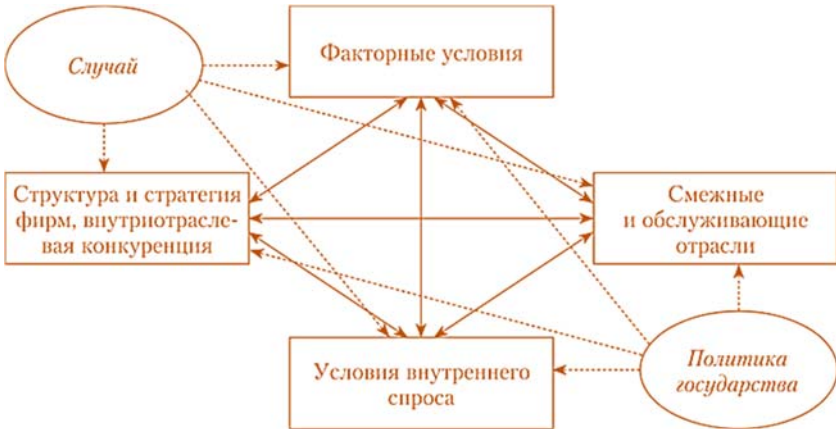 Случай
Факторные условия
Структура и стратегия
фирм, внутриотрасле-
вая конкуренция
Смежные
и обслуживающие
отрасли
Условия внутреннего
спроса
Политика
государства